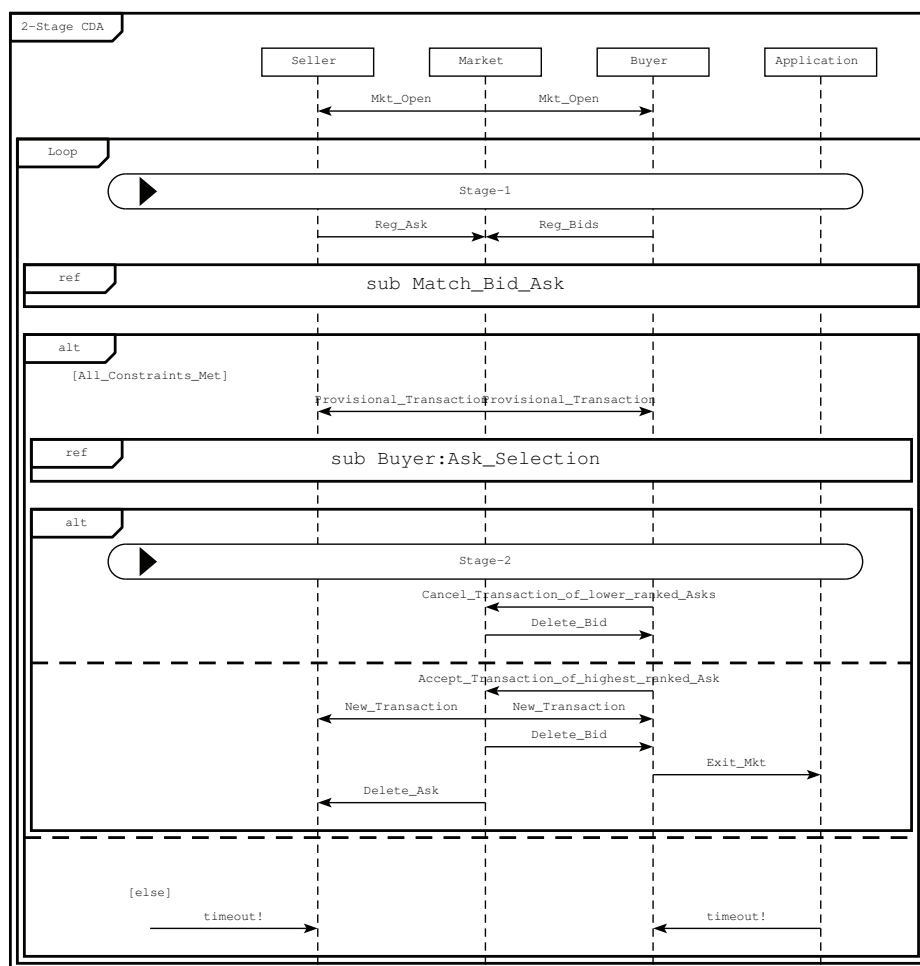 2-Stage CDA
Seller Market Buyer Application
Mkt_Open Mkt_Open
Loop
Stage-1
Reg_Ask Reg_Bids
ref
sub Match_Bid_Ask
alt
[All_Constraints_Met]
Provisional_Transaction Provisional_Transaction
ref
sub Buyer:Ask_Selection
alt
Stage-2
Cancel_Transaction_of_lower_ranked_Asks
Delete_Bid
Accept_Transaction_of_highest_ranked_Ask
New_Transaction New_Transaction
Delete_Bid
Exit_Mkt
Delete_Ask
[else]
timeout! timeout!